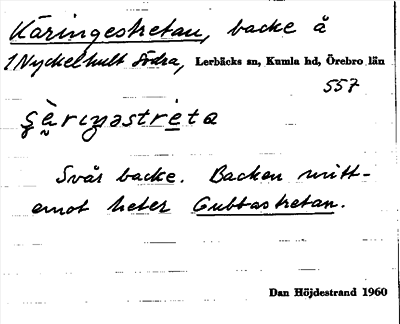 Käringestretan, backe å
1 Nyckelhult Södra, Lerbäcks sn, Kumla hd, Örebro län
557
Svår backe. Backen mitt-
emot heter Gubbastretan.
Dan Höjdestrand 1960